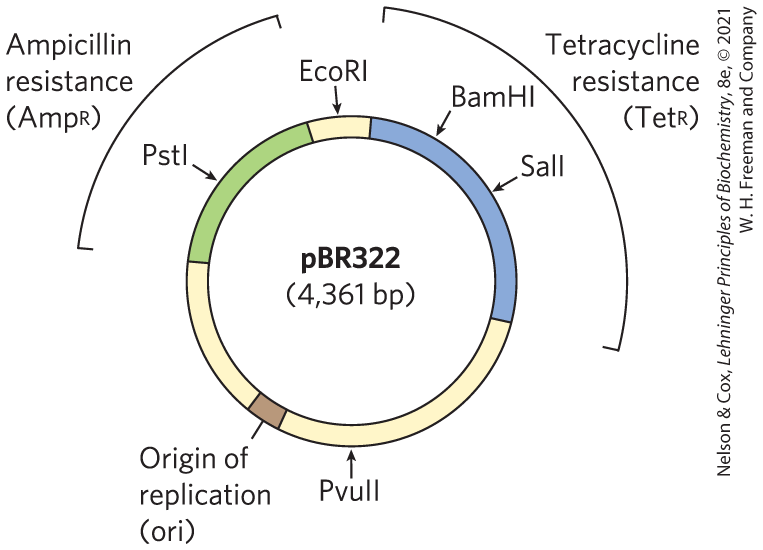 Ampicillin
resistance
(AmpR)
EcoRI
Tetracycline
resistance
(TetR)
BamHI
PstI
SalI
pBR322
(4,361 bp)
Origin of
replication
(ori)
PvuII
Nelson & Cox, Lehninger Principles of Biochemistry, 8e, © 2021
W. H. Freeman and Company